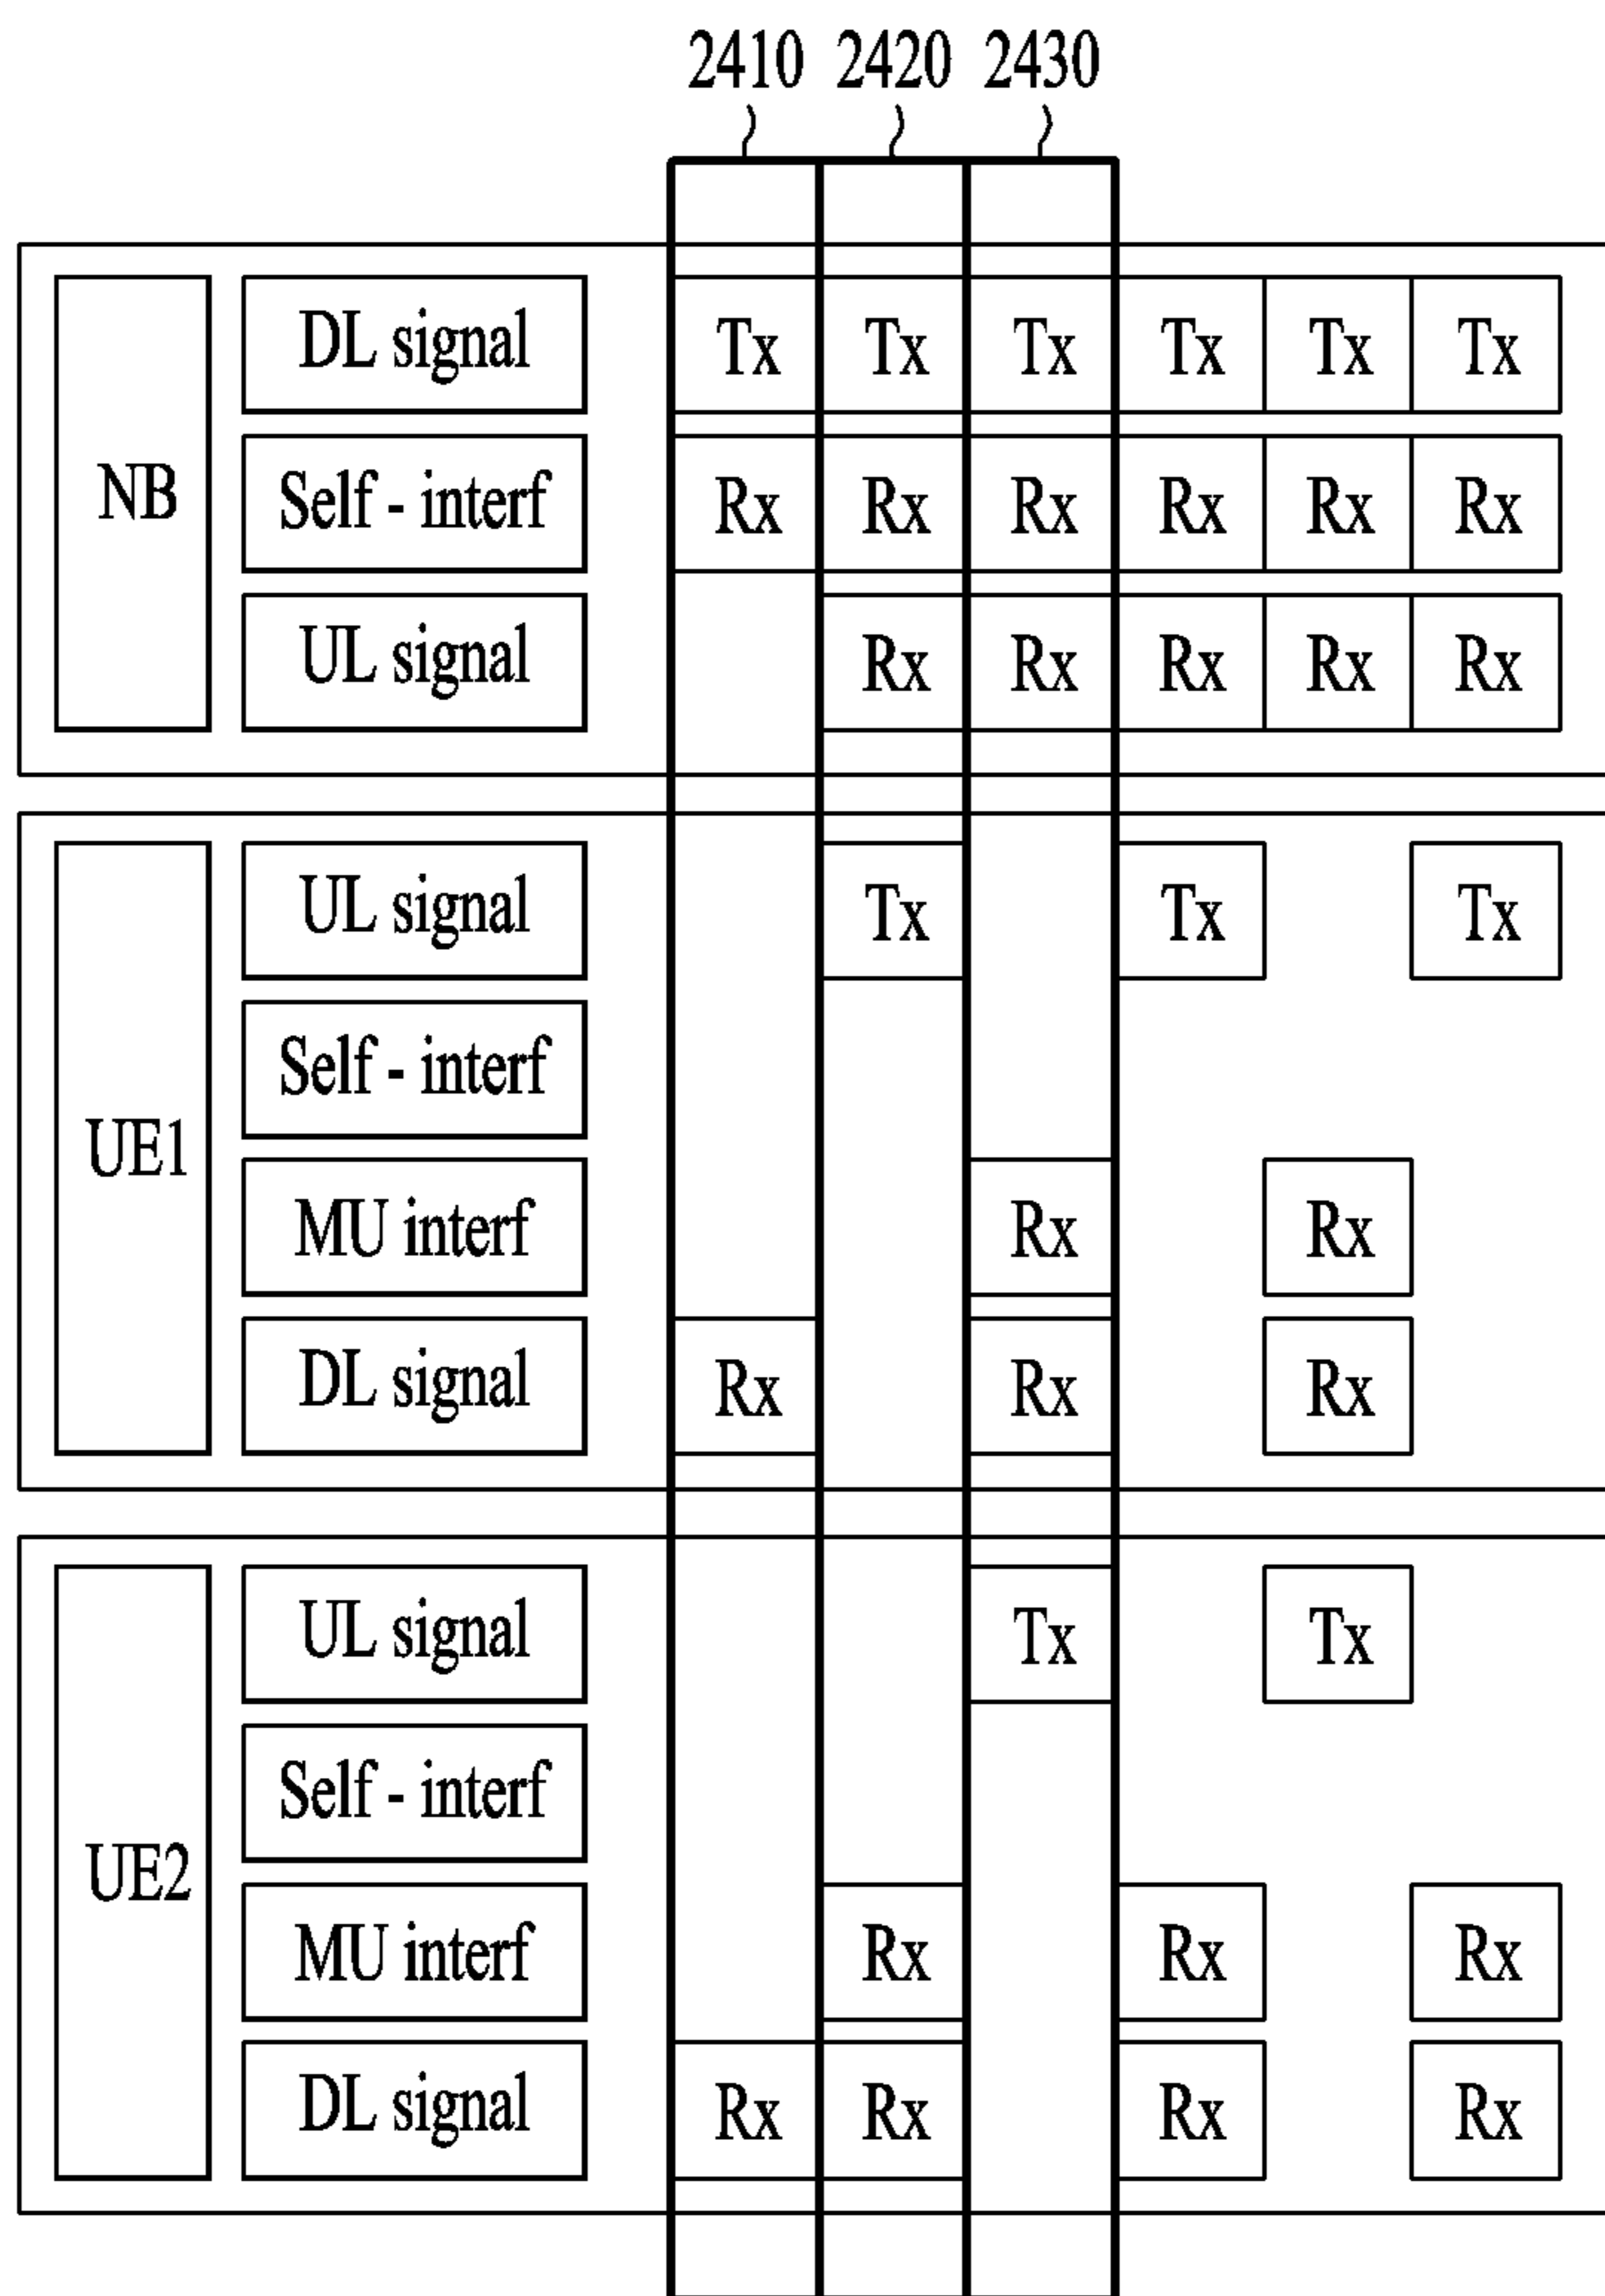 2410 2420 2430
NB
DL signal Tx Tx Tx Tx Tx Tx
Self - interf Rx Rx Rx Rx Rx Rx
UL signal Rx Rx Rx Rx Rx
UE1
UL signal Tx Tx Tx
Self - interf
MU interf Rx Rx
DL signal Rx Rx Rx
UE2
UL signal Tx Tx
Self - interf
MU interf Rx Rx Rx
DL signal Rx Rx Rx Rx